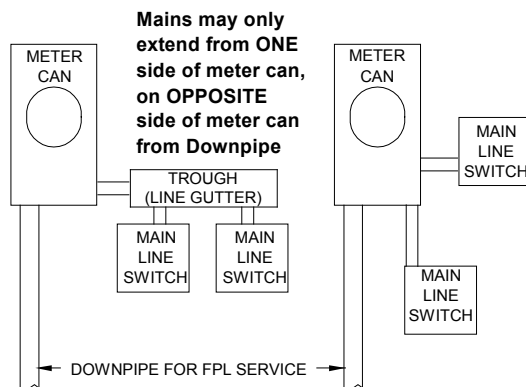 METER
CAN
Mains may only
extend from ONE
side of meter can,
on OPPOSITE
side of meter can
from Downpipe
METER
CAN
MAIN
LINE
SWITCH
TROUGH
(LINE GUTTER)
MAIN
LINE
SWITCH
MAIN
LINE
SWITCH
MAIN
LINE
SWITCH
DOWNPIPE FOR FPL SERVICE